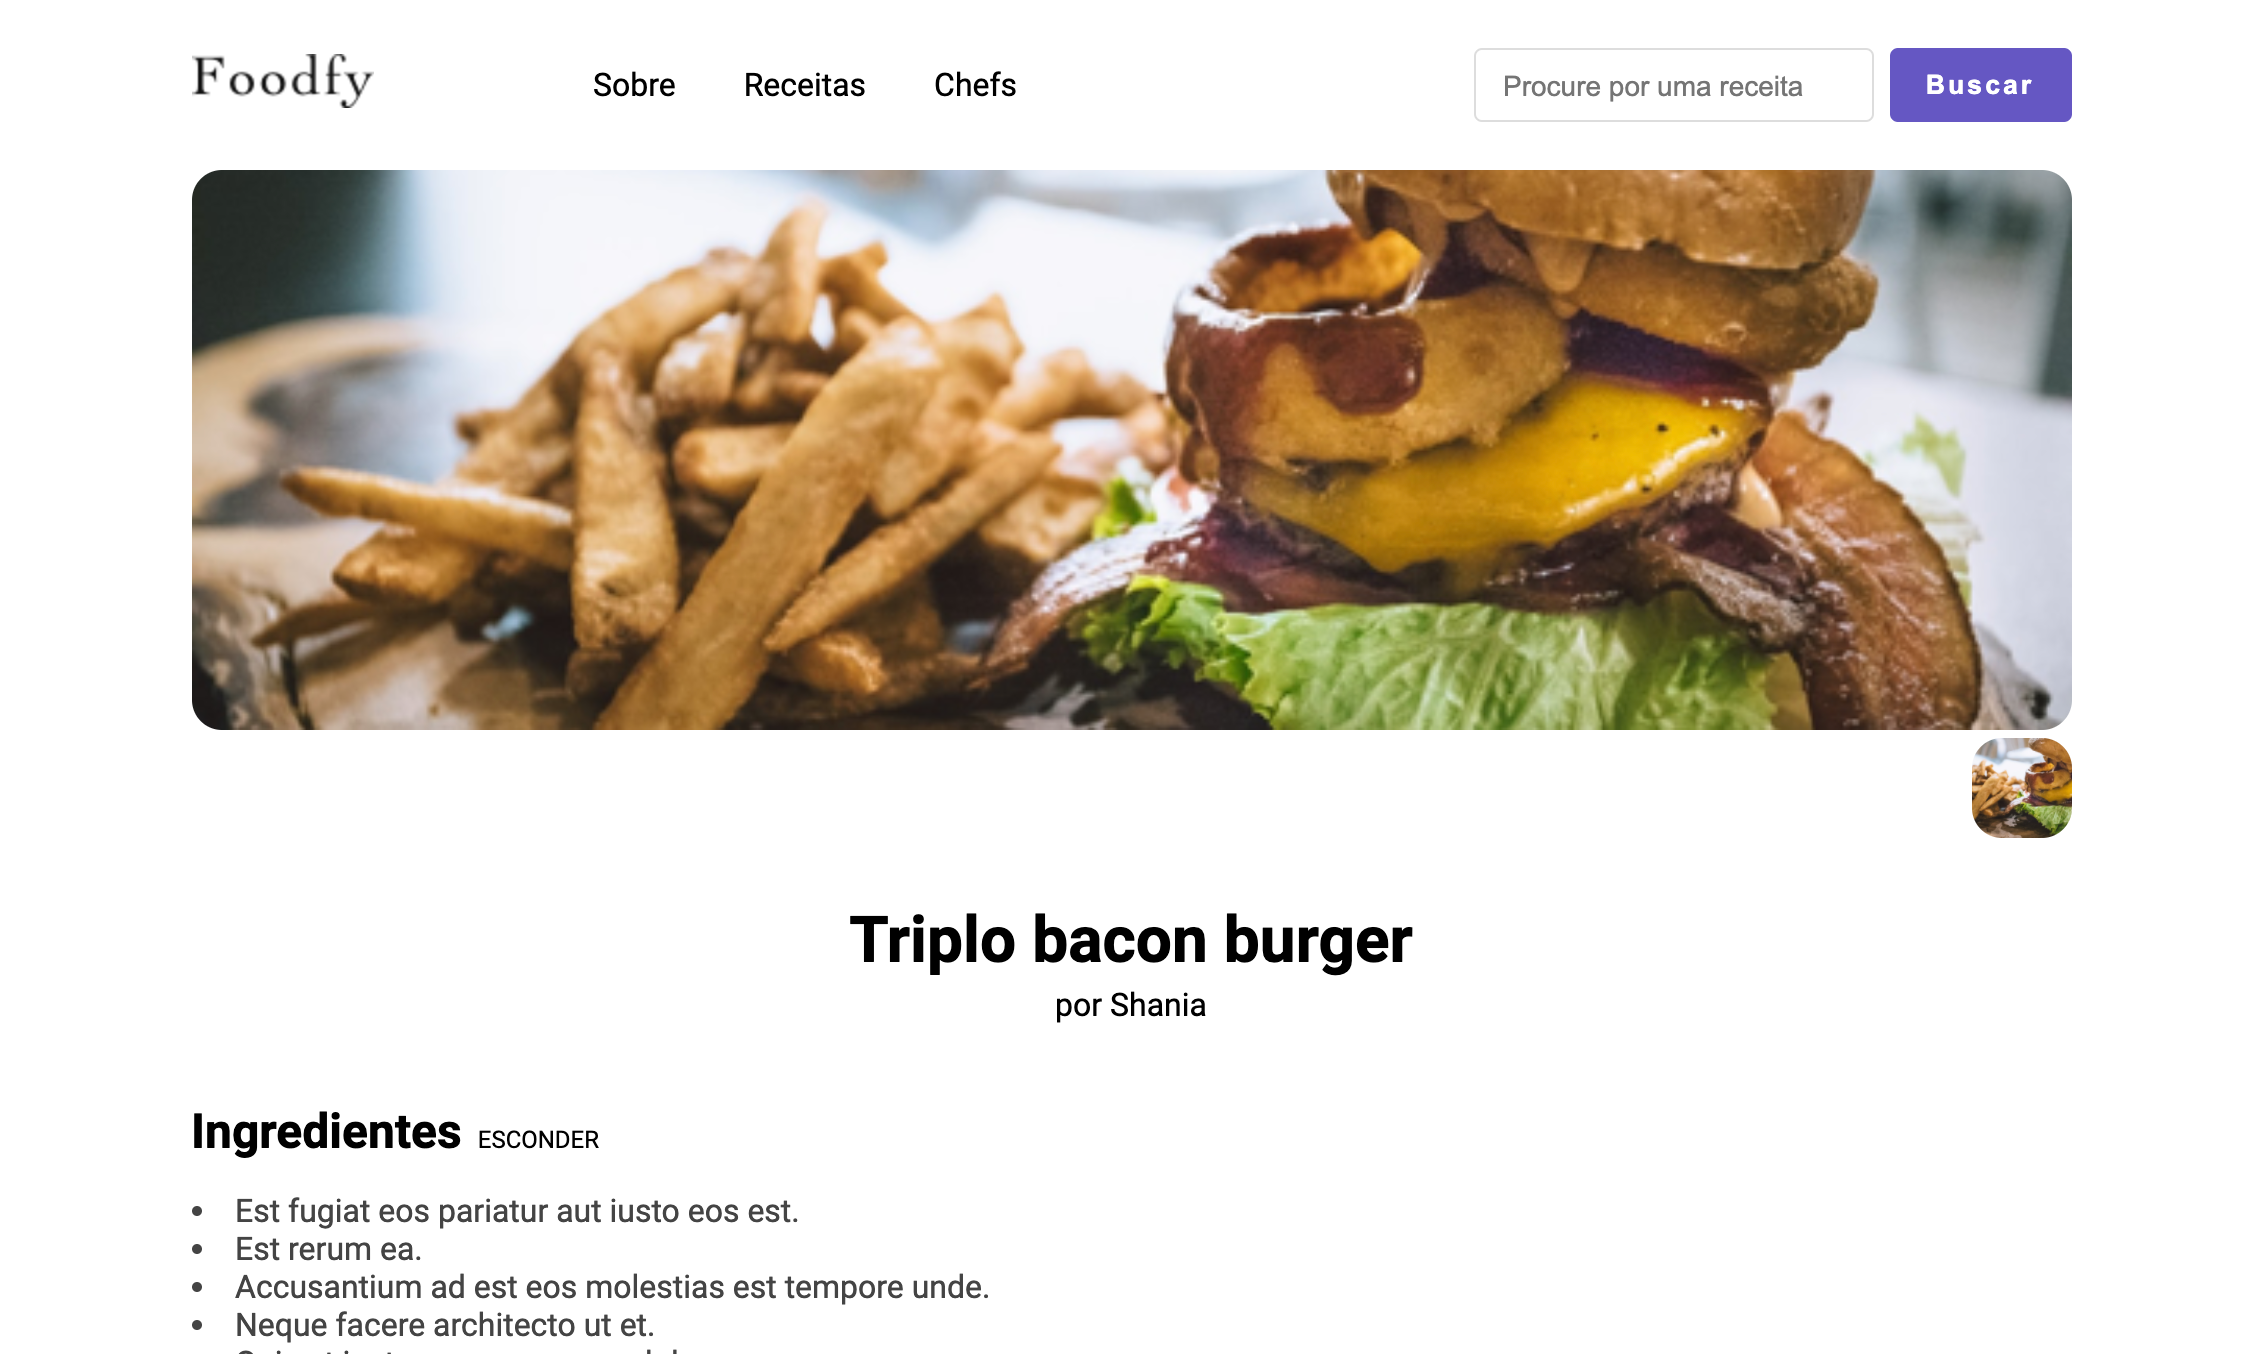 Foodfy
Sobre
Receitas
Chefs
Procure por uma receita
Buscar
Triplo bacon burger
por Shania
Ingredientes ESCONDER
• Est fugiat eos pariatur aut iusto eos est.
• Est rerum ea.
• Accusantium ad est eos molestias est tempore unde.
• Neque facere architecto ut et.